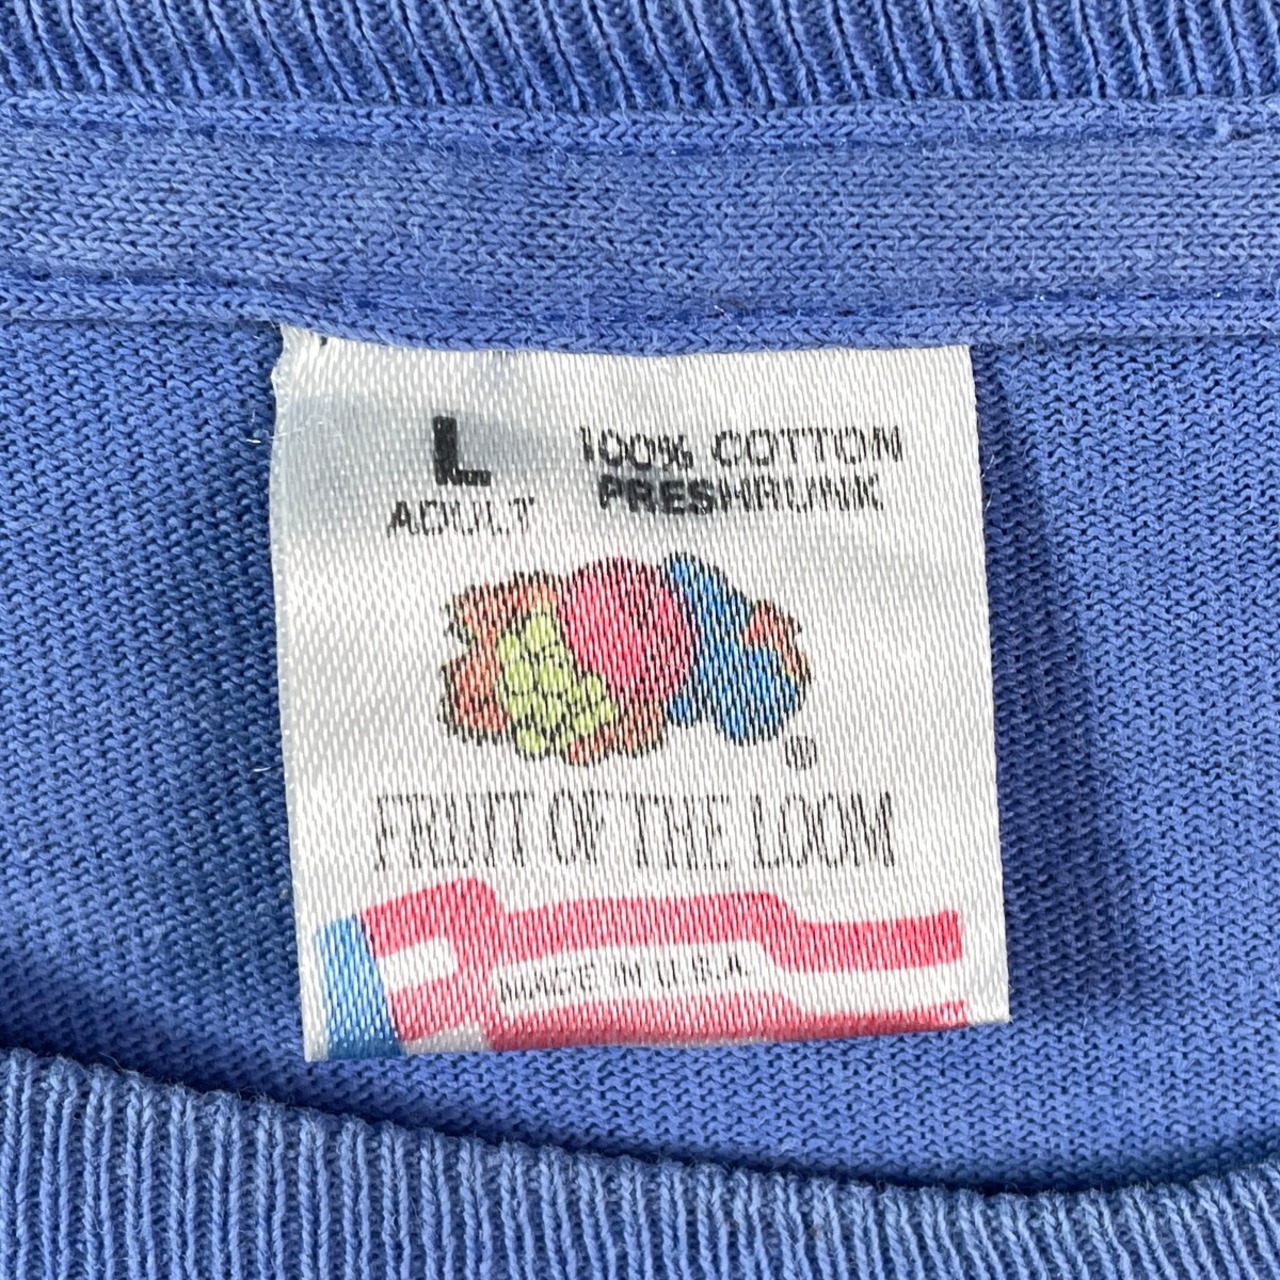 L
ADULT
100% COTTON
PRESHRUNK
®
FRUIT OF THE LOOM
MADE IN U.S.A.